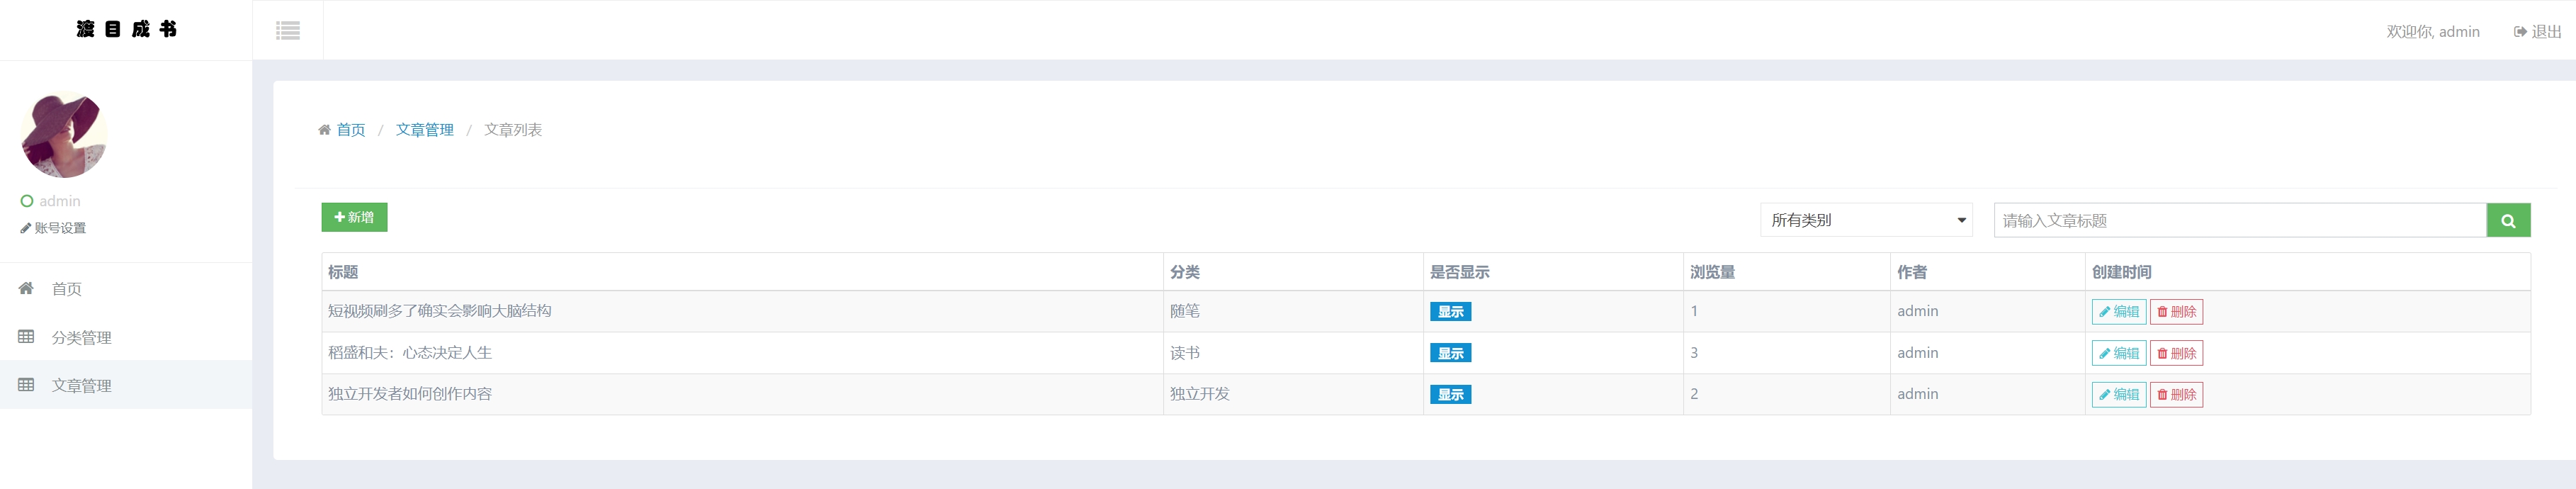 渡目成书
欢迎你, admin 退出
首页 / 文章管理 / 文章列表
admin
账号设置
首页
分类管理
文章管理
新增 所有类别 请输入文章标题
标题 分类 是否显示 浏览量 作者 创建时间
短视频刷多了确实会影响大脑结构 随笔 显示 1 admin 编辑 删除
稻盛和夫：心态决定人生 读书 显示 3 admin 编辑 删除
独立开发者如何创作内容 独立开发 显示 2 admin 编辑 删除